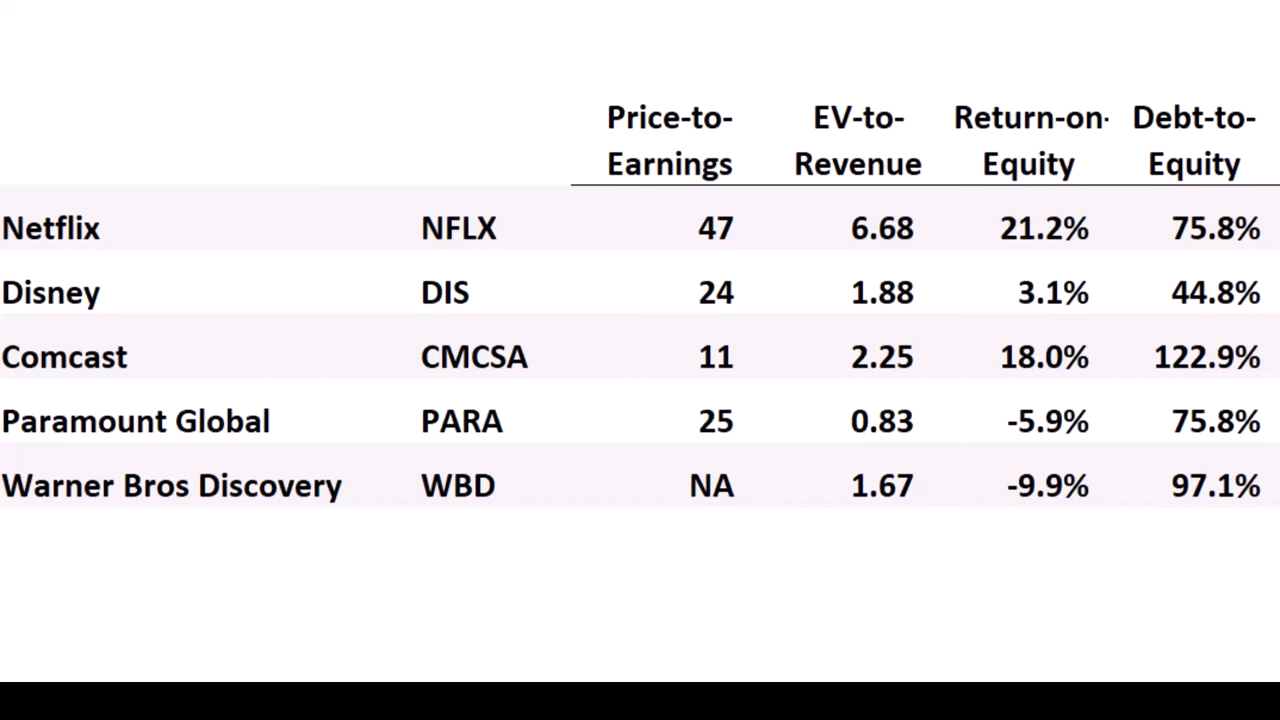 Price-to- EV-to- Return-on- Debt-to-
Earnings Revenue Equity Equity
Netflix NFLX 47 6.68 21.2% 75.8%
Disney DIS 24 1.88 3.1% 44.8%
Comcast CMCSA 11 2.25 18.0% 122.9%
Paramount Global PARA 25 0.83 -5.9% 75.8%
Warner Bros Discovery WBD NA 1.67 -9.9% 97.1%